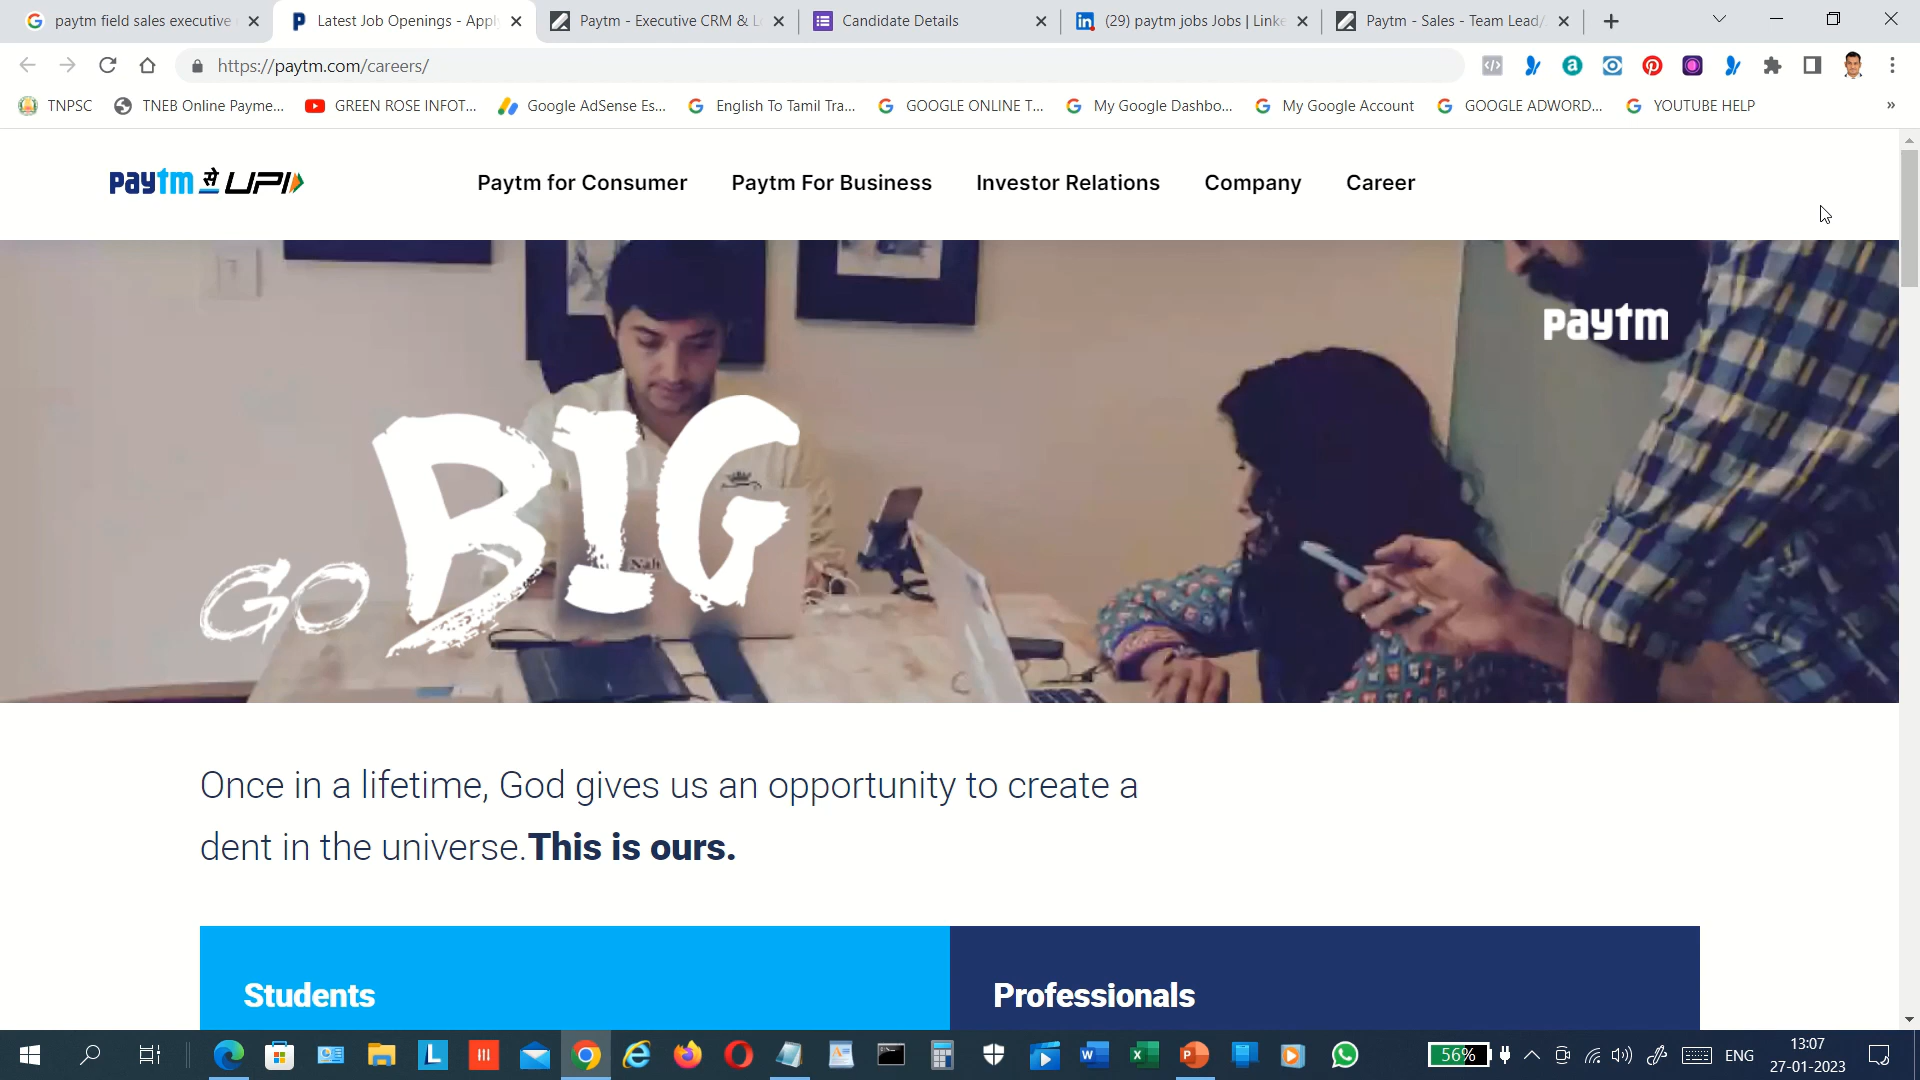 paytm field sales executive
Latest Job Openings - Appl
Paytm - Executive CRM & L
Candidate Details
(29) paytm jobs Jobs | Linke
Paytm - Sales - Team Lead/
https://paytm.com/careers/
TNPSC
TNEB Online Payme...
GREEN ROSE INFOT...
Google AdSense Es...
English To Tamil Tra...
GOOGLE ONLINE T...
My Google Dashbo...
My Google Account
GOOGLE ADWORD...
YOUTUBE HELP
»
paytm से UPI
Paytm for Consumer
Paytm For Business
Investor Relations
Company
Career
paytm
GO BIG
Once in a lifetime, God gives us an opportunity to create a
dent in the universe.This is ours.
Students
Professionals
56%
ENG
13:07
27-01-2023